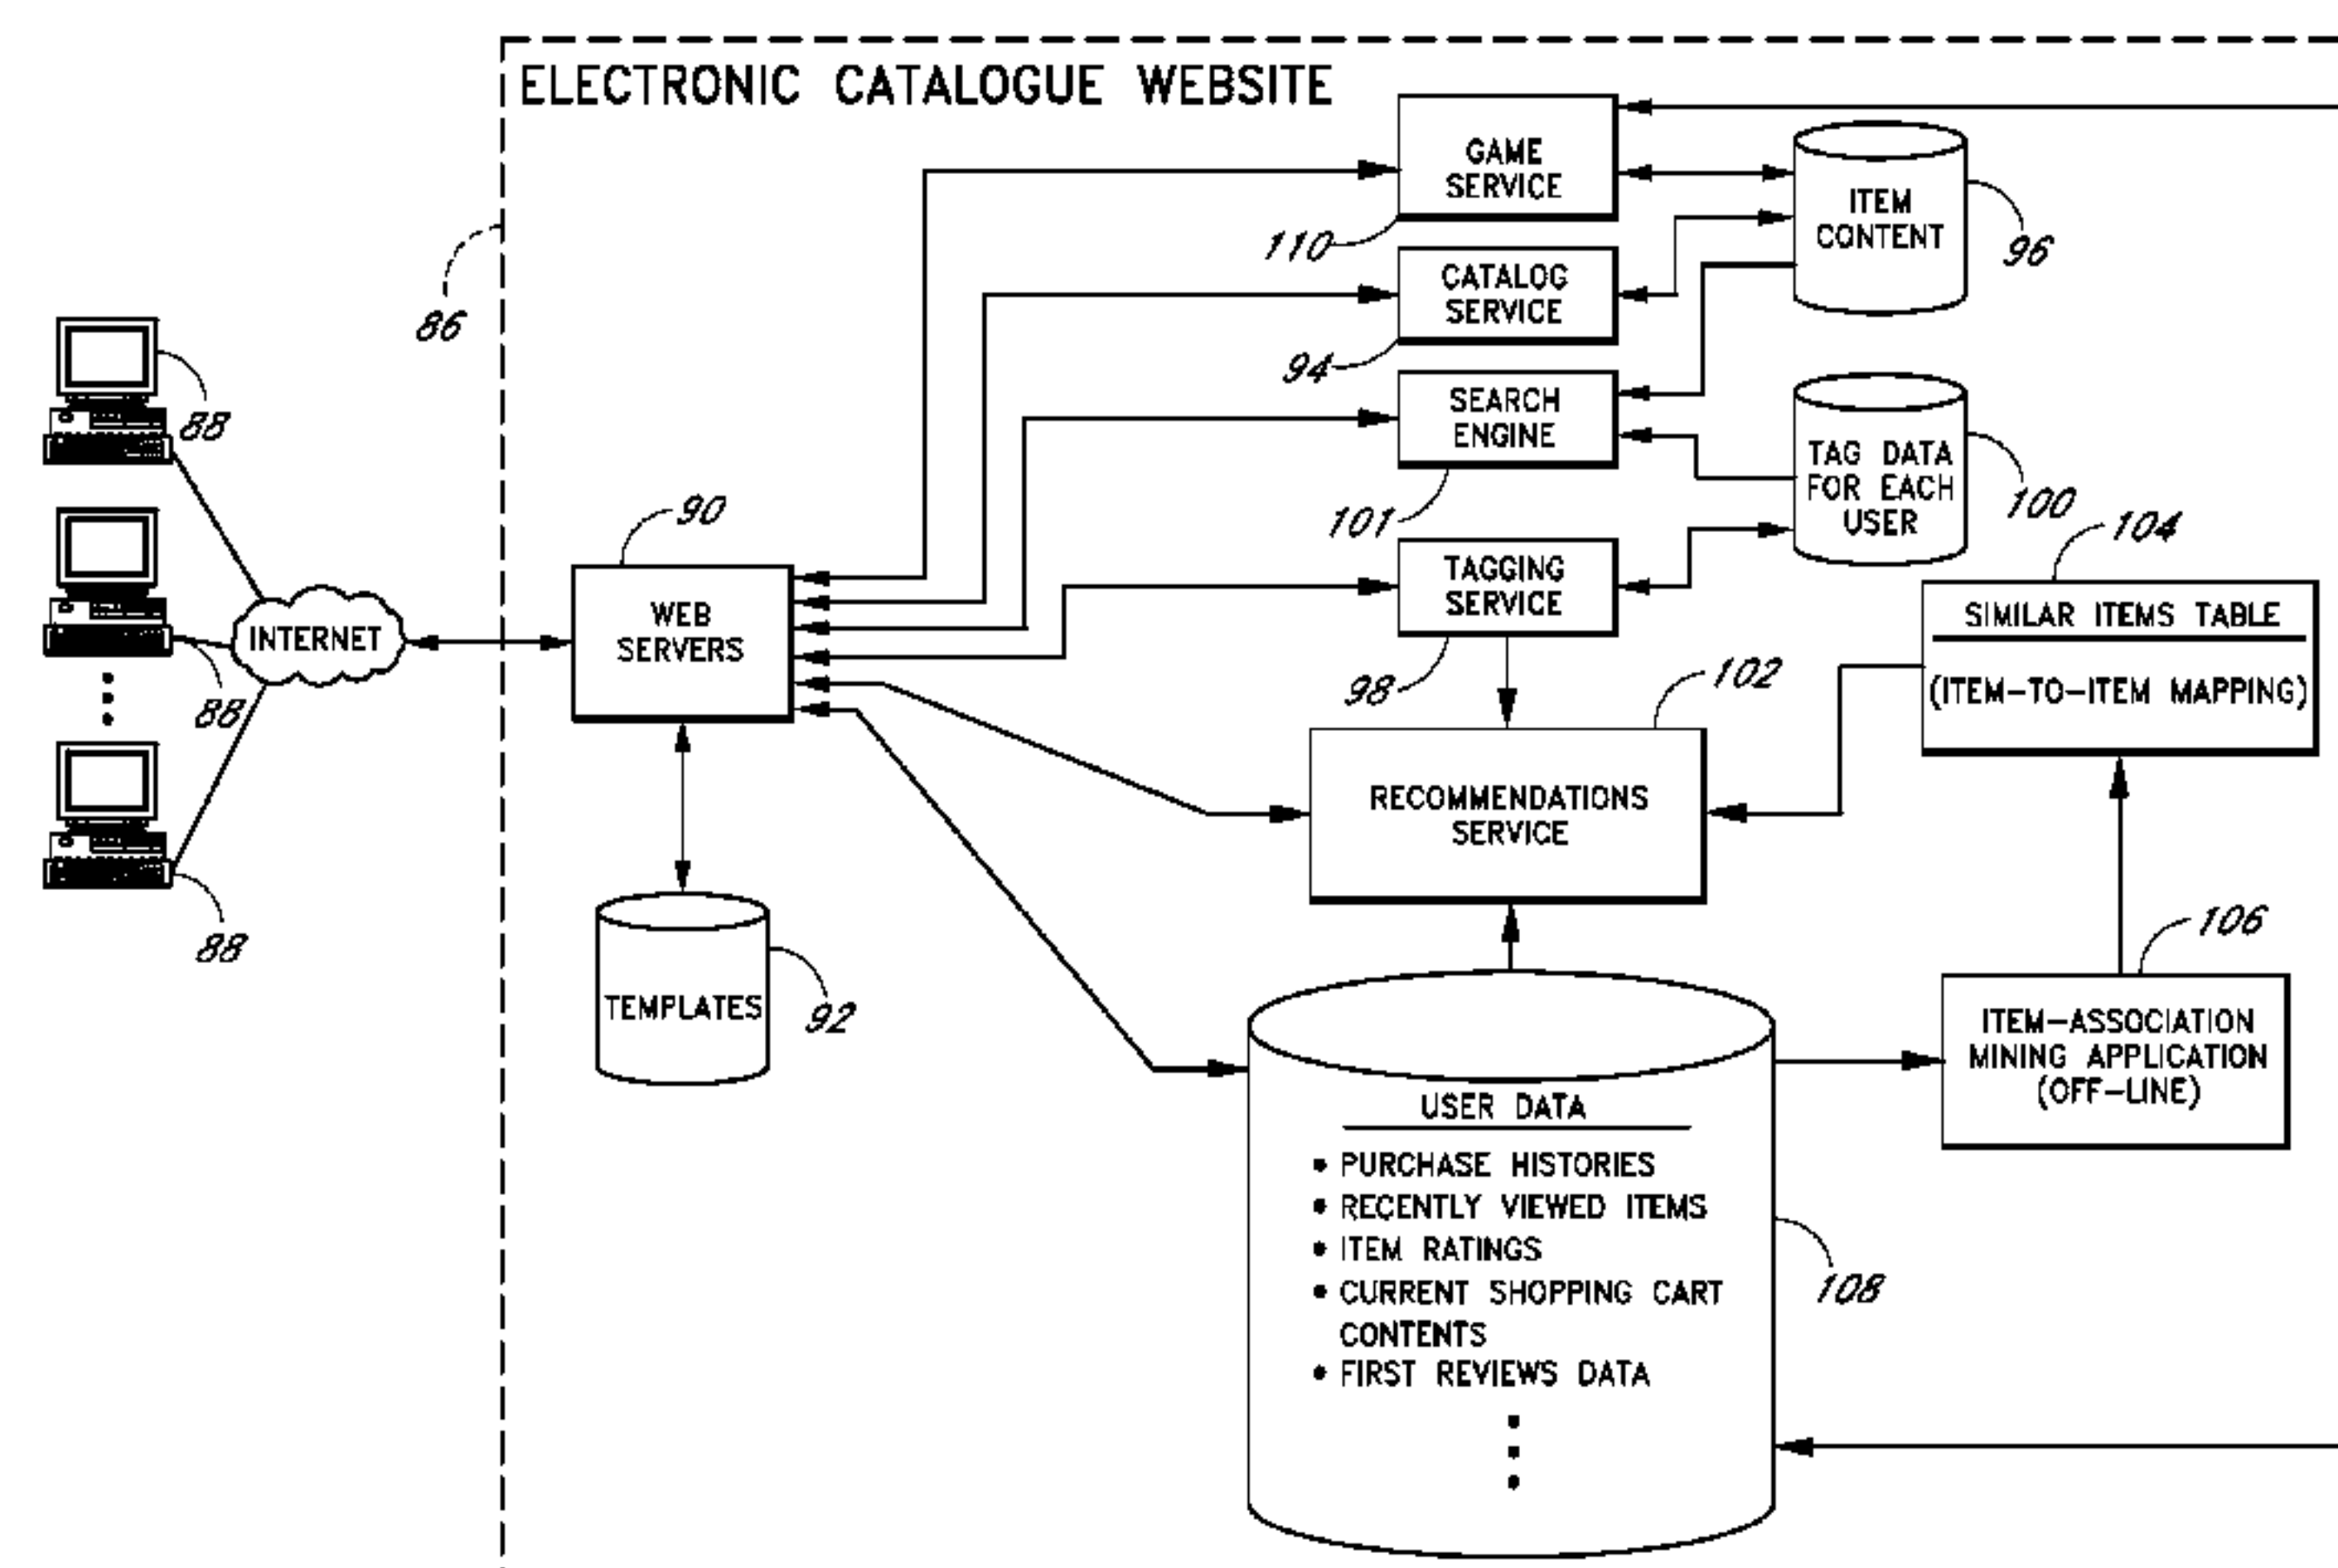 ELECTRONIC CATALOGUE WEBSITE
GAME
SERVICE
110
ITEM
CONTENT
96
86
CATALOG
SERVICE
94
88
SEARCH
ENGINE
101
TAG DATA
FOR EACH
USER
100
90
WEB
SERVERS
TAGGING
SERVICE
98
104
SIMILAR ITEMS TABLE
(ITEM-TO-ITEM MAPPING)
INTERNET
88
102
RECOMMENDATIONS
SERVICE
88
TEMPLATES
92
106
ITEM-ASSOCIATION
MINING APPLICATION
(OFF-LINE)
USER DATA
• PURCHASE HISTORIES
• RECENTLY VIEWED ITEMS
• ITEM RATINGS
• CURRENT SHOPPING CART
CONTENTS
• FIRST REVIEWS DATA
108